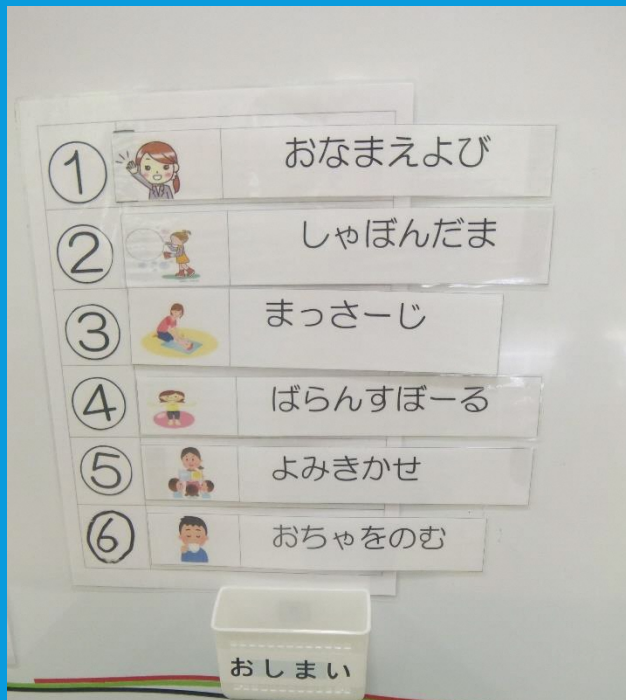 ① おなまえよび
② しゃぼんだま
③ まっさーじ
④ ばらんすぼーる
⑤ よみきかせ
⑥ おちゃをのむ
おしまい